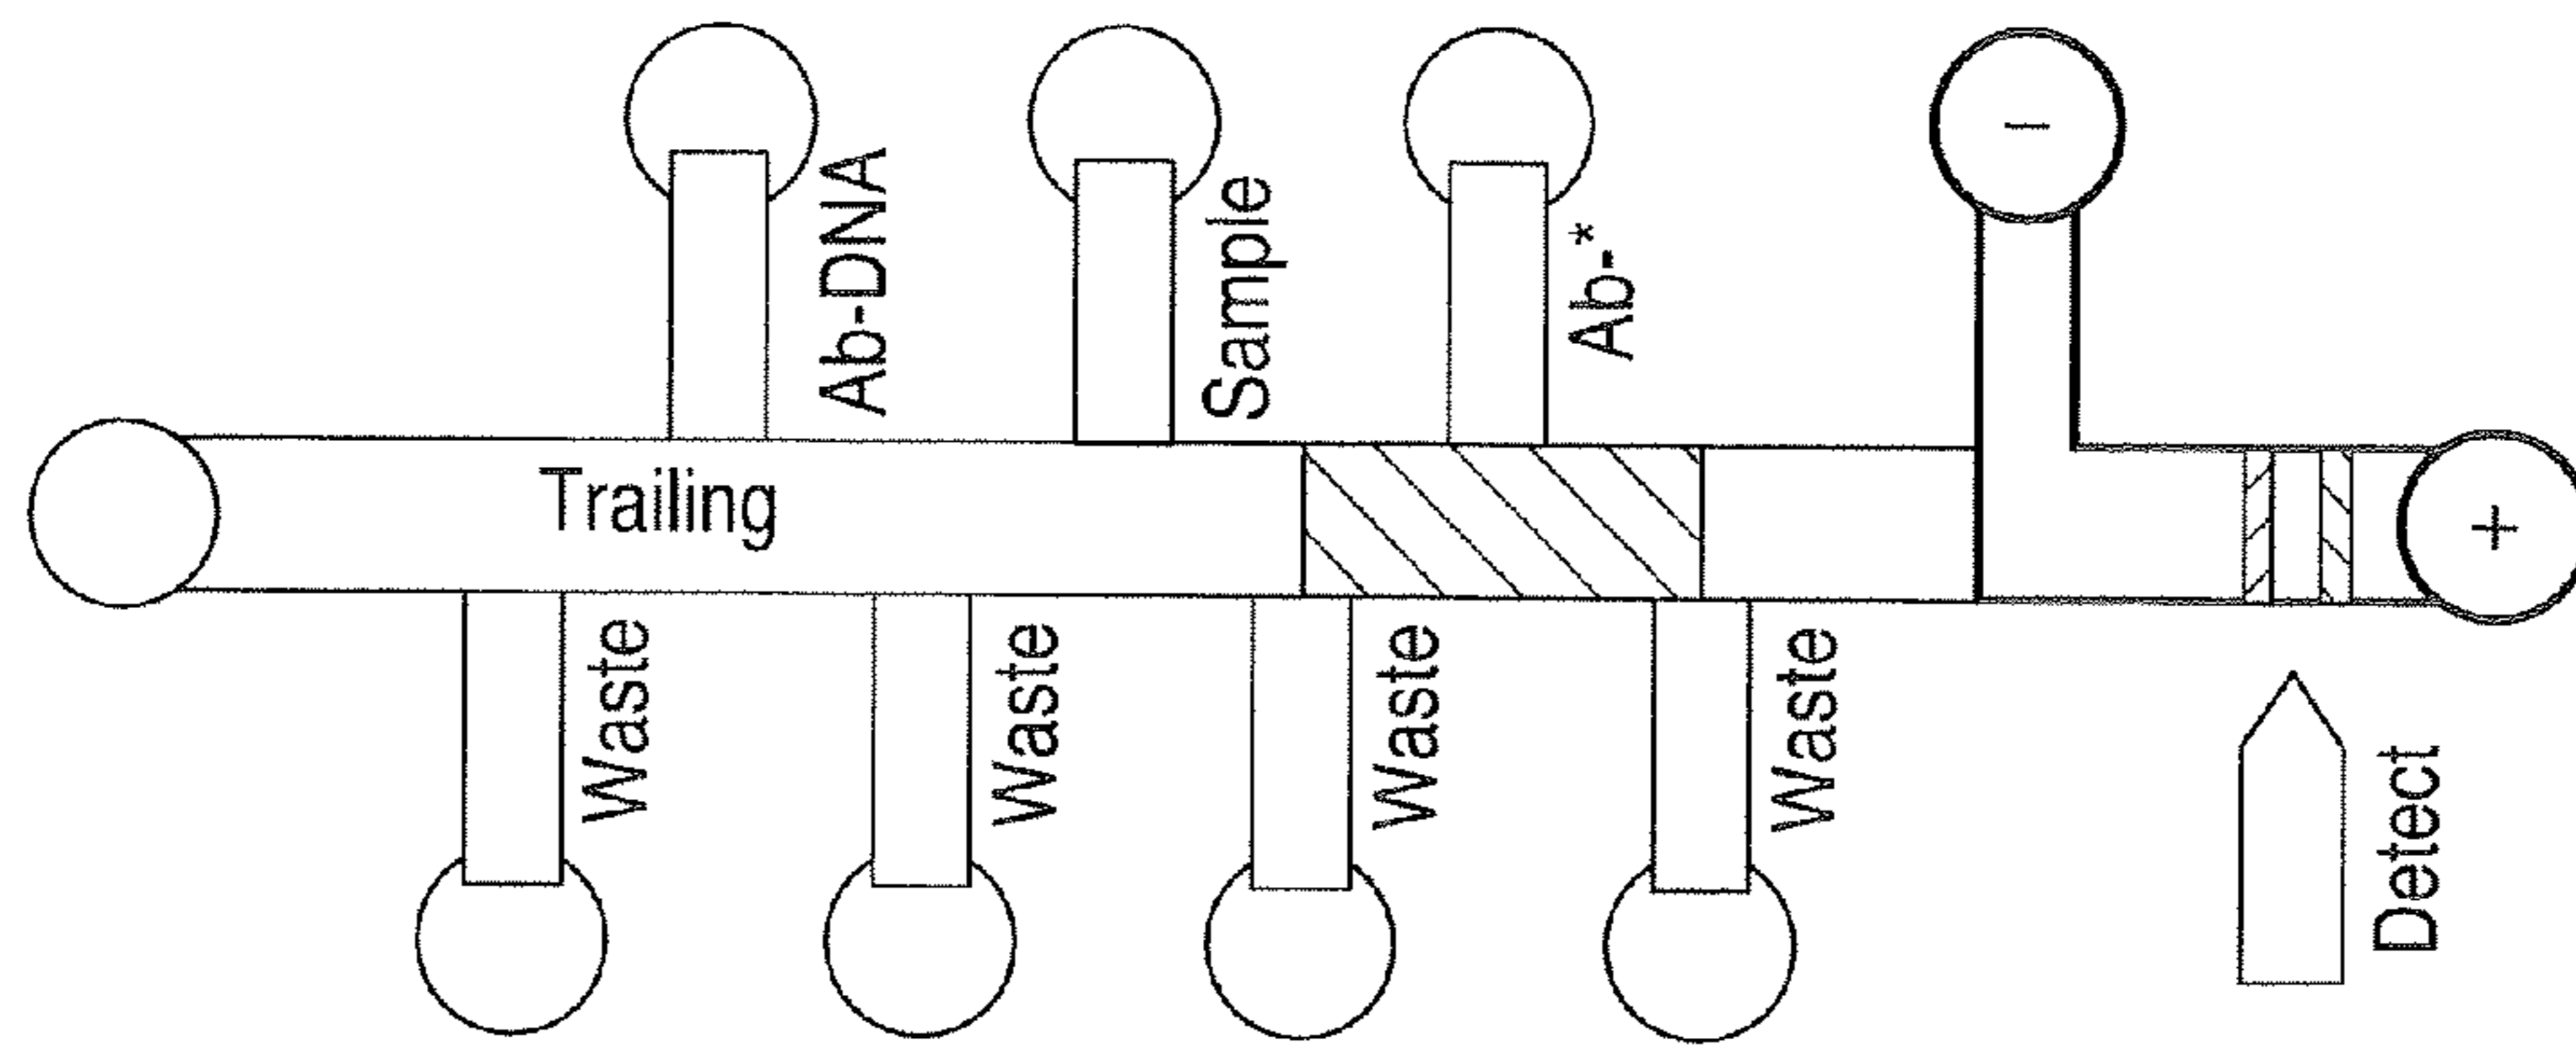 Ab-DNA
Sample
Ab-*
−
Trailing
+
Waste
Waste
Waste
Waste
Detect